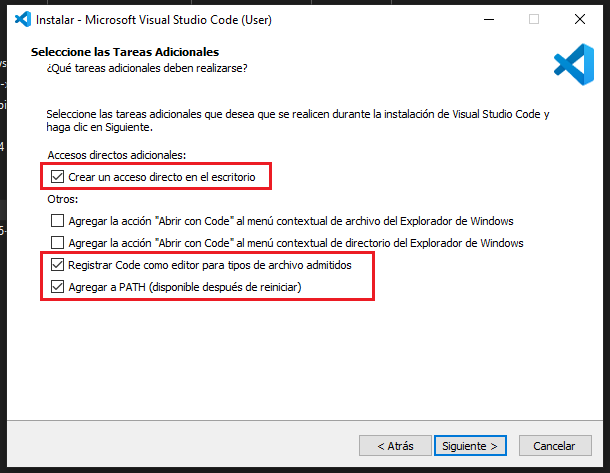 Instalar - Microsoft Visual Studio Code (User)
Seleccione las Tareas Adicionales
¿Qué tareas adicionales deben realizarse?
Seleccione las tareas adicionales que desea que se realicen durante la instalación de Visual Studio Code y
haga clic en Siguiente.
Accesos directos adicionales:
Crear un acceso directo en el escritorio
Otros:
Agregar la acción "Abrir con Code" al menú contextual de archivo del Explorador de Windows
Agregar la acción "Abrir con Code" al menú contextual de directorio del Explorador de Windows
Registrar Code como editor para tipos de archivo admitidos
Agregar a PATH (disponible después de reiniciar)
< Atrás
Siguiente >
Cancelar